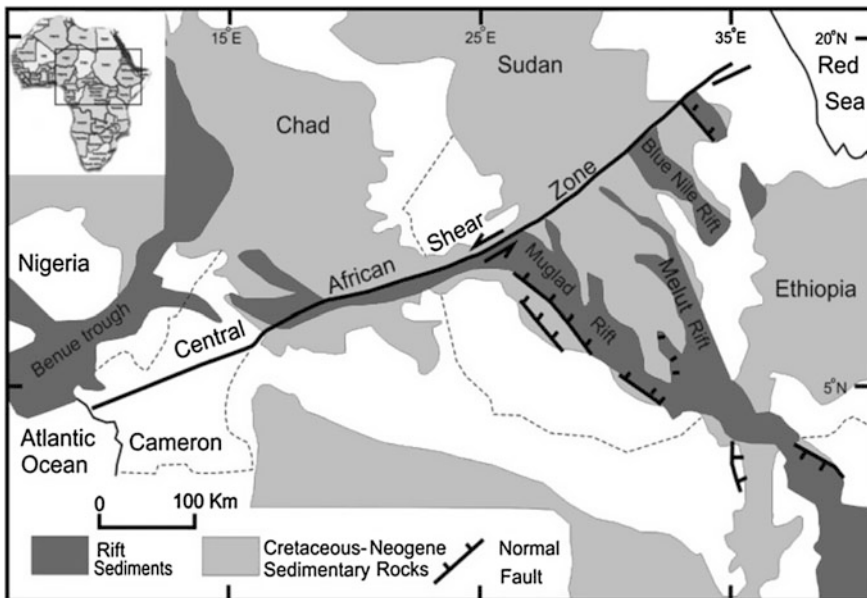 15°E
25°E
35°E
20°N
Red
Sea
Sudan
Chad
Zone
Blue Nile Rift
Shear
Nigeria
African
Muglad
Rift
Melut Rift
Ethiopia
Benue trough
Central
5°N
Atlantic
Ocean
Cameron
0
100 Km
Rift
Sediments
Cretaceous-Neogene
Sedimentary Rocks
Normal
Fault